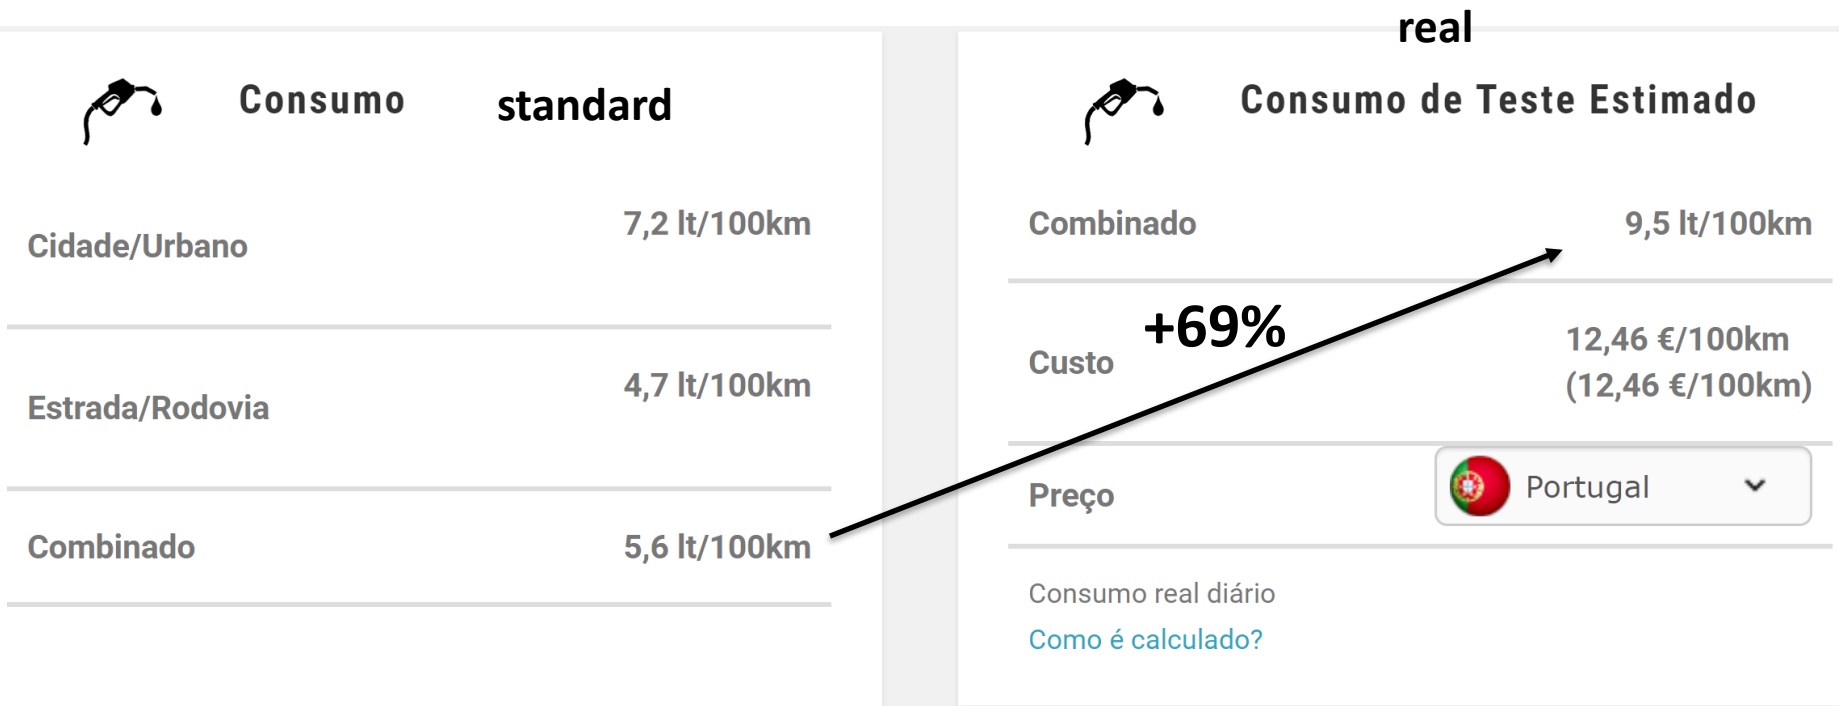 Consumo standard
Cidade/Urbano 7,2 lt/100km
Estrada/Rodovia 4,7 lt/100km
Combinado 5,6 lt/100km
real
Consumo de Teste Estimado
Combinado 9,5 lt/100km
+69%
Custo 12,46 €/100km
(12,46 €/100km)
Preço Portugal
Consumo real diário
Como é calculado?